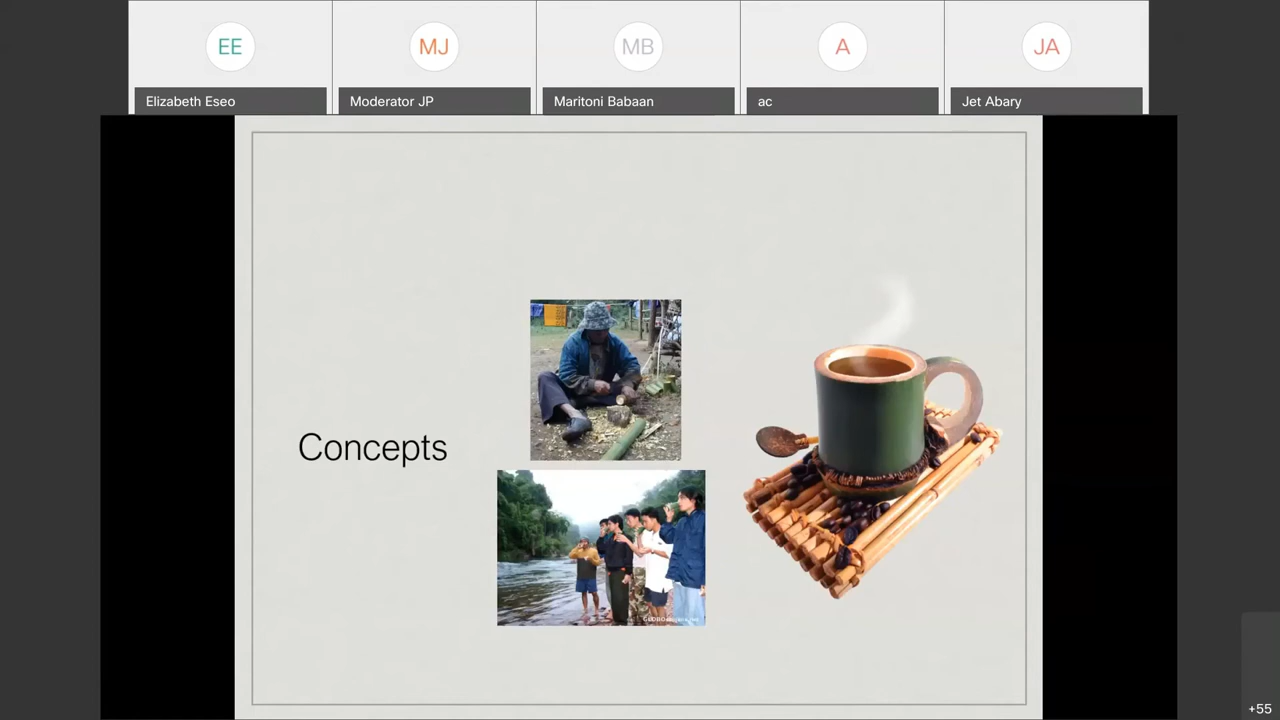 EE
MJ
MB
A
JA
Elizabeth Eseo
Moderator JP
Maritoni Babaan
ac
Jet Abary
Concepts
+55